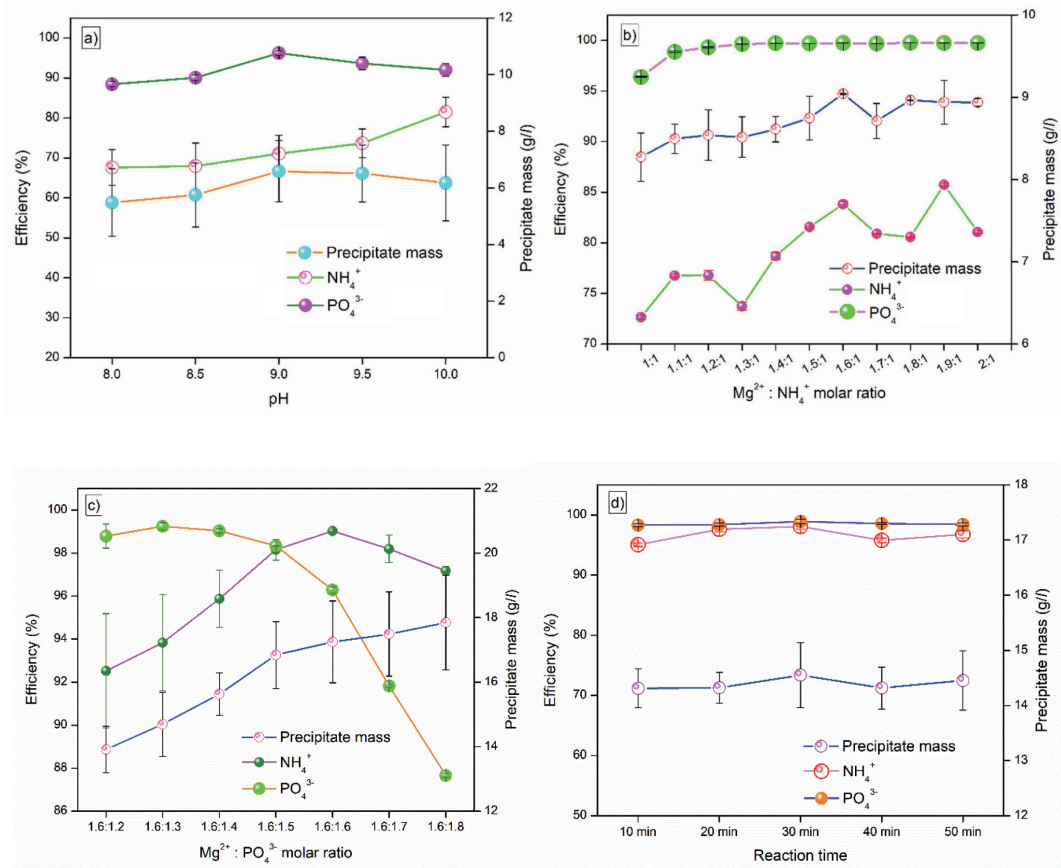 a)
Efficiency (%)
100
90
80
70
60
50
40
30
20
12
10
8
6
4
2
0
Precipitate mass (g/l)
Precipitate mass
NH4+
PO43-
8.0 8.5 9.0 9.5 10.0
pH
b)
Efficiency (%)
100
95
90
85
80
75
70
10
9
8
7
6
Precipitate mass (g/l)
Precipitate mass
NH4+
PO43-
1:1 1.1:1 1.2:1 1.3:1 1.4:1 1.5:1 1.6:1 1.7:1 1.8:1 1.9:1 2:1
Mg2+ : NH4+ molar ratio
c)
Efficiency (%)
100
98
96
94
92
90
88
86
22
20
18
16
14
12
Precipitate mass (g/l)
Precipitate mass
NH4+
PO43-
1.6:1.2 1.6:1.3 1.6:1.4 1.6:1.5 1.6:1.6 1.6:1.7 1.6:1.8
Mg2+ : PO43- molar ratio
d)
Efficiency (%)
100
90
80
70
60
50
18
17
16
15
14
13
12
Precipitate mass (g/l)
Precipitate mass
NH4+
PO43-
10 min 20 min 30 min 40 min 50 min
Reaction time